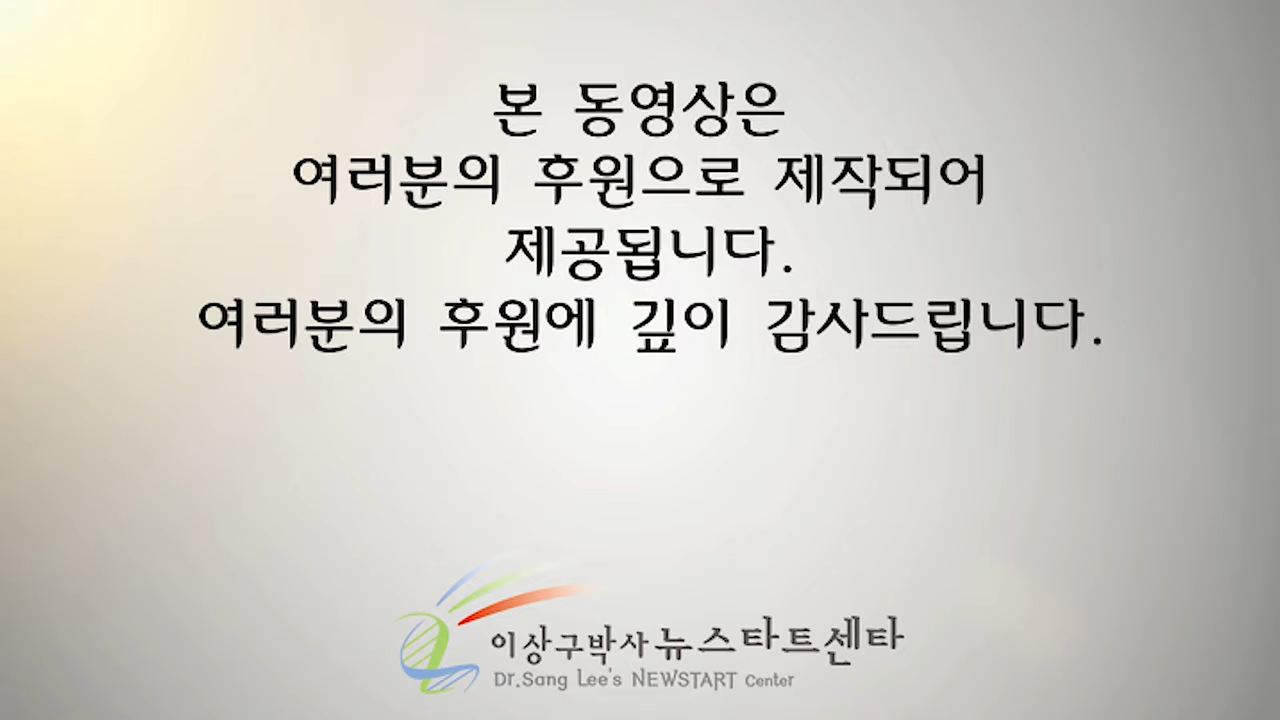 본 동영상은
여러분의 후원으로 제작되어
제공됩니다.
여러분의 후원에 깊이 감사드립니다.
이상구박사 뉴스타트센타
Dr.Sang Lee's NEWSTART Center